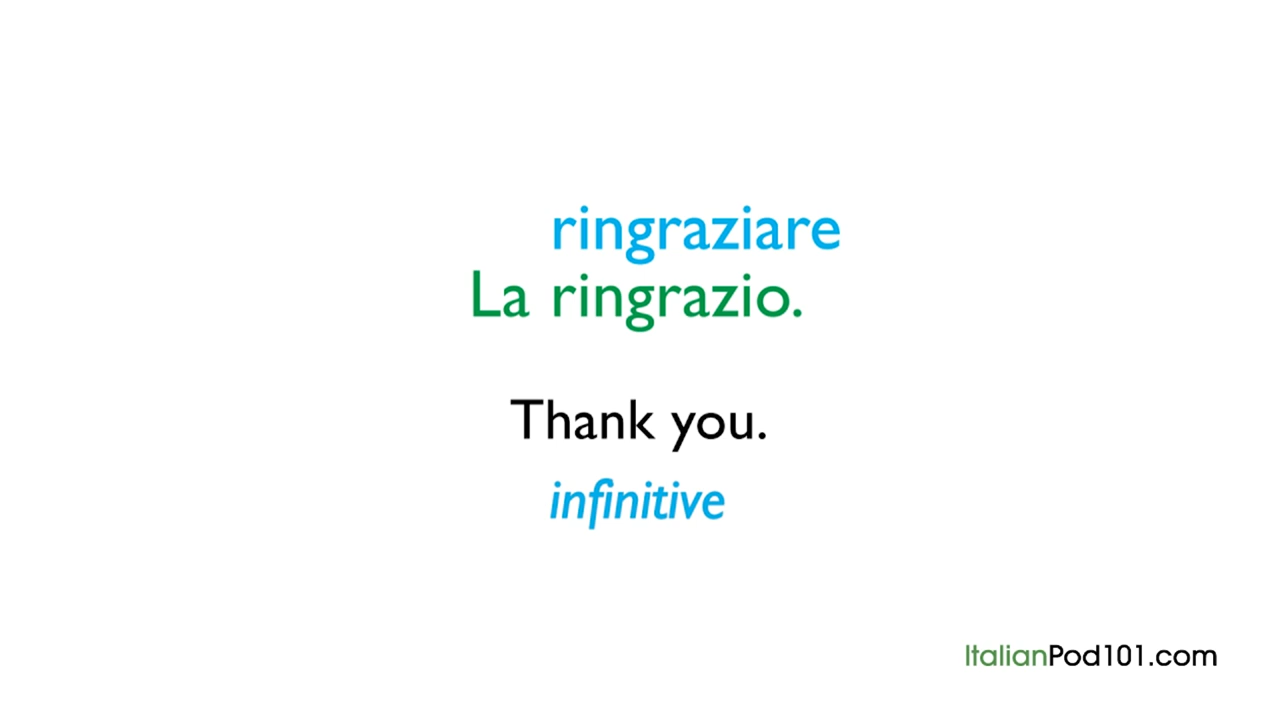 ringraziare
La ringrazio.
Thank you.
infinitive
ItalianPod101.com